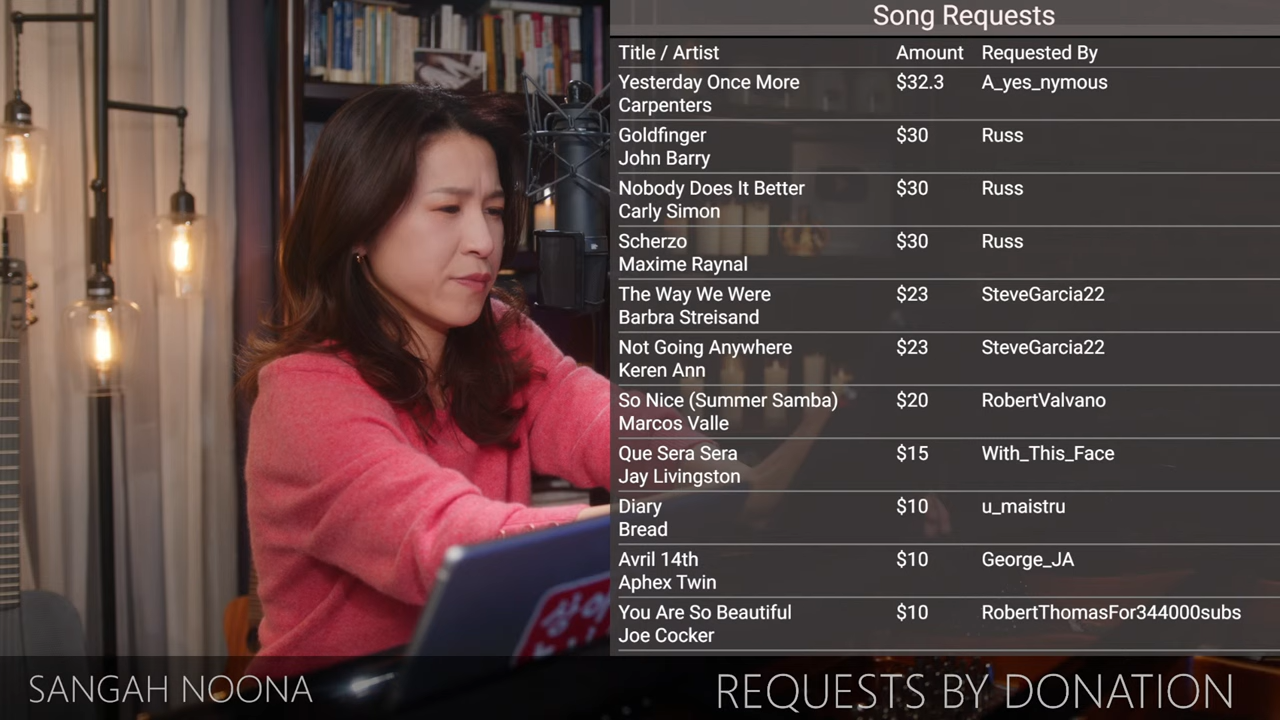 Song Requests
Title / Artist Amount Requested By
Yesterday Once More $32.3 A_yes_nymous
Carpenters
Goldfinger $30 Russ
John Barry
Nobody Does It Better $30 Russ
Carly Simon
Scherzo $30 Russ
Maxime Raynal
The Way We Were $23 SteveGarcia22
Barbra Streisand
Not Going Anywhere $23 SteveGarcia22
Keren Ann
So Nice (Summer Samba) $20 RobertValvano
Marcos Valle
Que Sera Sera $15 With_This_Face
Jay Livingston
Diary $10 u_maistru
Bread
Avril 14th $10 George_JA
Aphex Twin
You Are So Beautiful $10 RobertThomasFor344000subs
Joe Cocker
SANGAH NOONA
REQUESTS BY DONATION